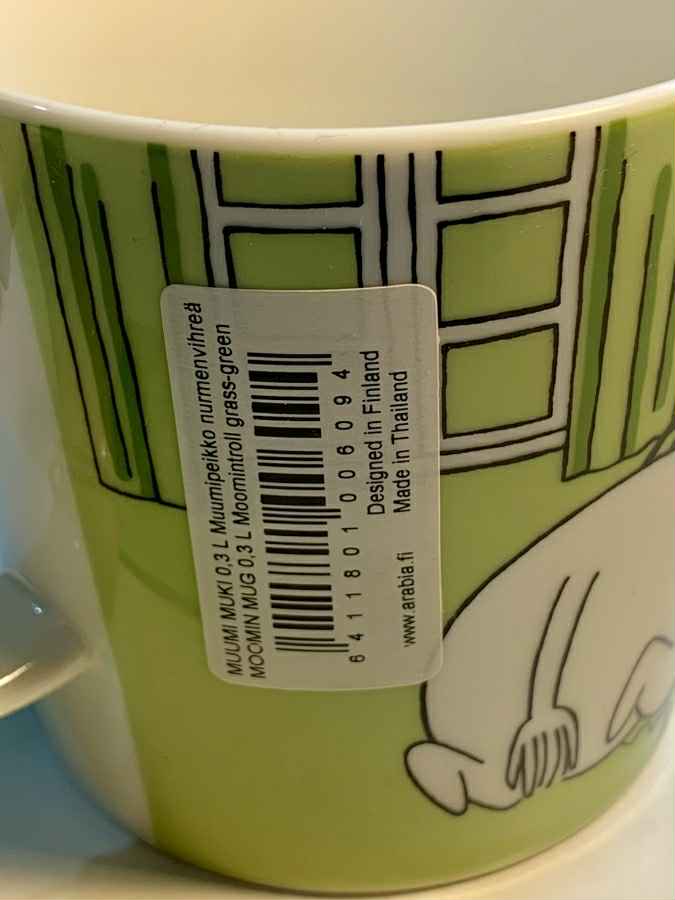 MUUMI MUKI 0,3 L Muumipeikko nurmenvihreä
MOOMIN MUG 0,3 L Moomintroll grass-green
6 411801 006094
Designed in Finland
Made in Thailand
www.arabia.fi